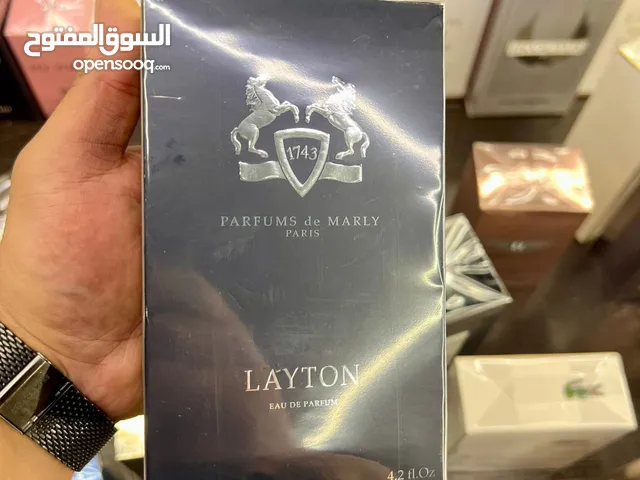 السوق المفتوح
opensooq.com
1743
PARFUMS de MARLY
PARIS
LAYTON
EAU DE PARFUM
4.2 fl.Oz